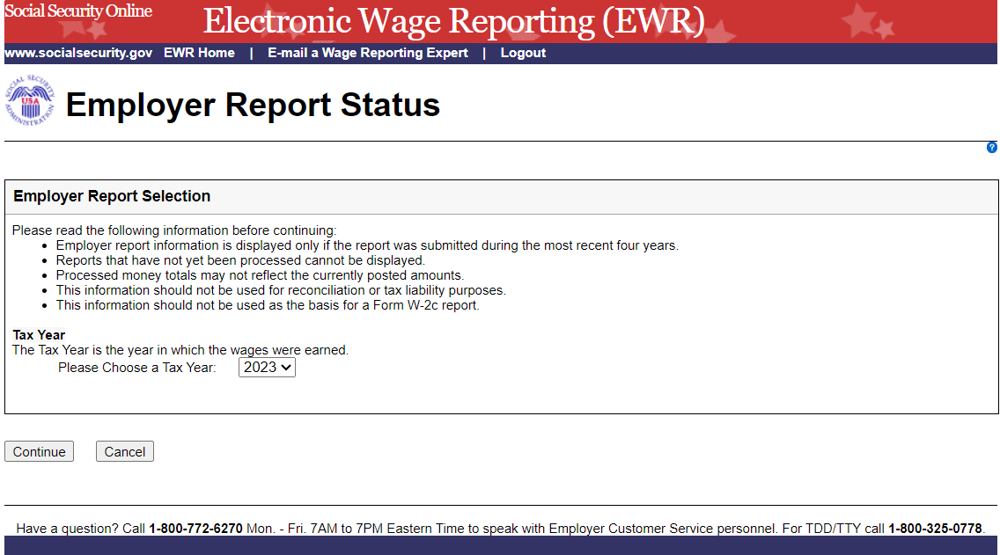 Social Security Online
Electronic Wage Reporting (EWR)
www.socialsecurity.gov EWR Home | E-mail a Wage Reporting Expert | Logout
SOCIAL SECURITY ADMINISTRATION
USA
Employer Report Status
?
Employer Report Selection
Please read the following information before continuing:
• Employer report information is displayed only if the report was submitted during the most recent four years.
• Reports that have not yet been processed cannot be displayed.
• Processed money totals may not reflect the currently posted amounts.
• This information should not be used for reconciliation or tax liability purposes.
• This information should not be used as the basis for a Form W-2c report.
Tax Year
The Tax Year is the year in which the wages were earned.
Please Choose a Tax Year: 2023
Continue Cancel
Have a question? Call 1-800-772-6270 Mon. - Fri. 7AM to 7PM Eastern Time to speak with Employer Customer Service personnel. For TDD/TTY call 1-800-325-0778.